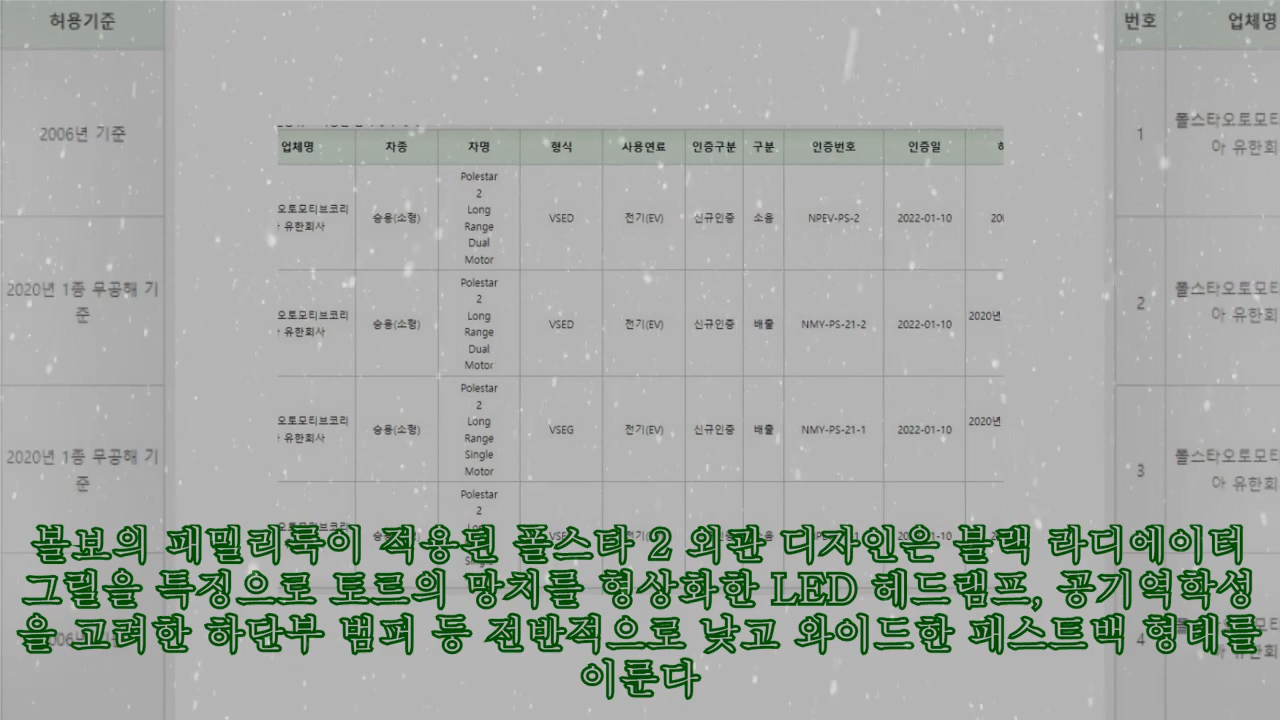 허용기준
번호
업체명
2006년 기준
1
폴스타오토모티
아 유한회
2020년 1종 무공해 기
준
2
폴스타오토모티
아 유한회
2020년 1종 무공해 기
준
3
폴스타오토모티
아 유한회
업체명 차종 차명 형식 사용연료 인증구분 구분 인증번호 인증일
오토모티브코리
유한회사
승용(소형)
Polestar
2
Long
Range
Dual
Motor
VSED 전기(EV) 신규인증 소음 NPEV-PS-2 2022-01-10
오토모티브코리
유한회사
승용(소형)
Polestar
2
Long
Range
Dual
Motor
VSED 전기(EV) 신규인증 배출 NMY-PS-21-2 2022-01-10 2020년
오토모티브코리
유한회사
승용(소형)
Polestar
2
Long
Range
Single
Motor
VSEG 전기(EV) 신규인증 배출 NMY-PS-21-1 2022-01-10 2020년
Polestar
2
4
볼보의 패밀리룩이 적용된 폴스타 2 외관 디자인은 블랙 라디에이터
그릴을 특징으로 토르의 망치를 형상화한 LED 헤드램프, 공기역학성
을 고려한 하단부 범퍼 등 전반적으로 낮고 와이드한 패스트백 형태를
이룬다